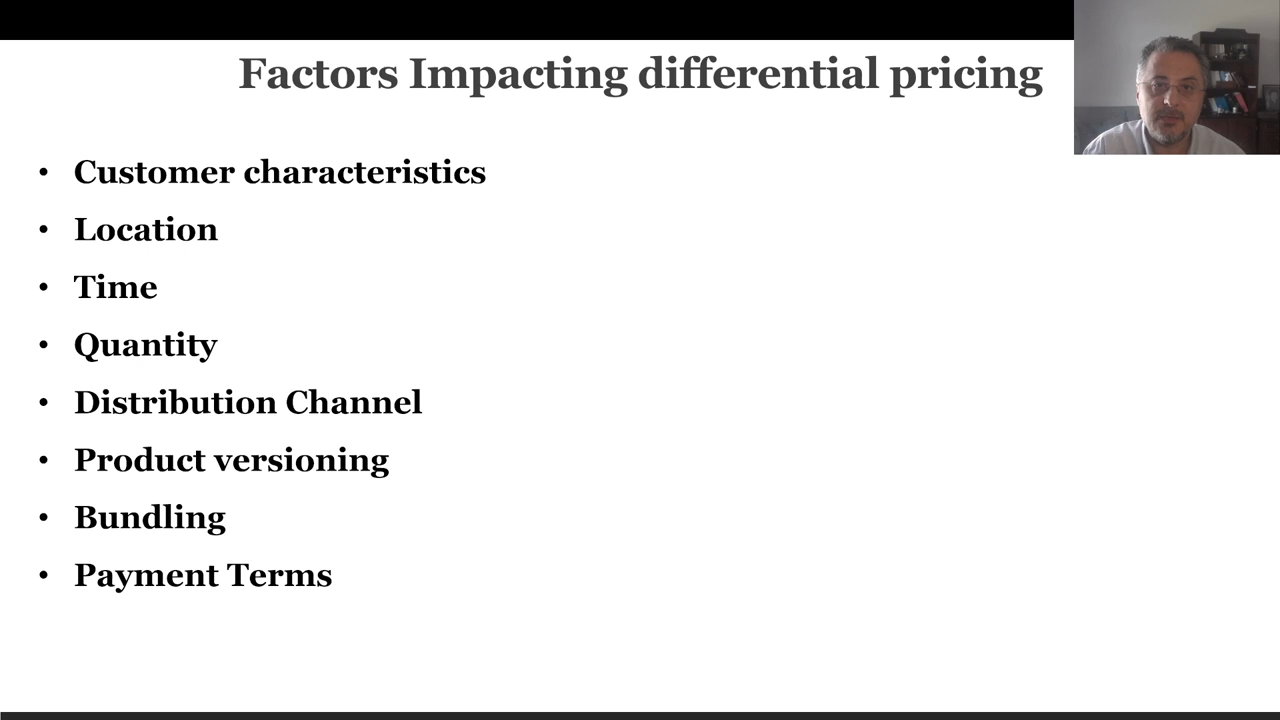 Factors Impacting differential pricing
• Customer characteristics
• Location
• Time
• Quantity
• Distribution Channel
• Product versioning
• Bundling
• Payment Terms